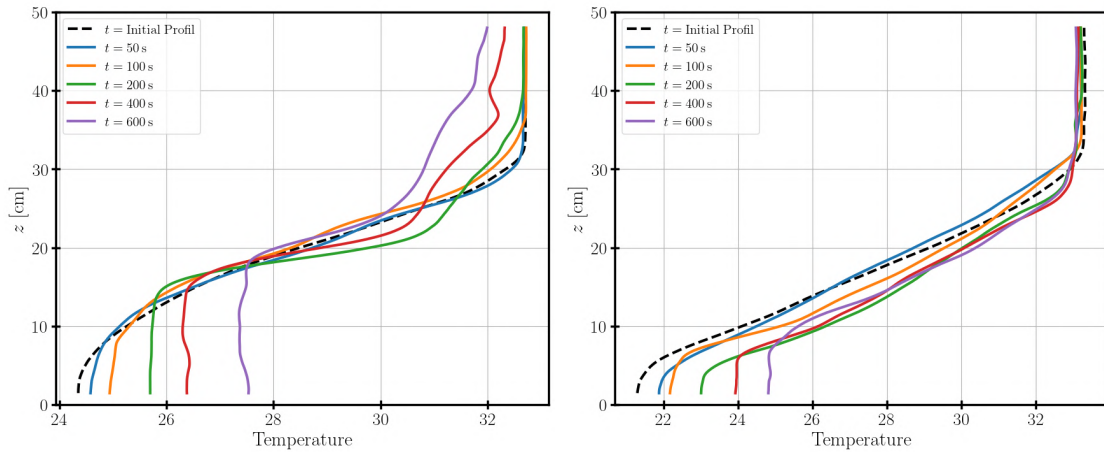 50
40
30
20
10
0
z [cm]
t = Initial Profil
t = 50 s
t = 100 s
t = 200 s
t = 400 s
t = 600 s
24 26 28 30 32
Temperature
50
40
30
20
10
0
z [cm]
t = Initial Profil
t = 50 s
t = 100 s
t = 200 s
t = 400 s
t = 600 s
22 24 26 28 30 32
Temperature